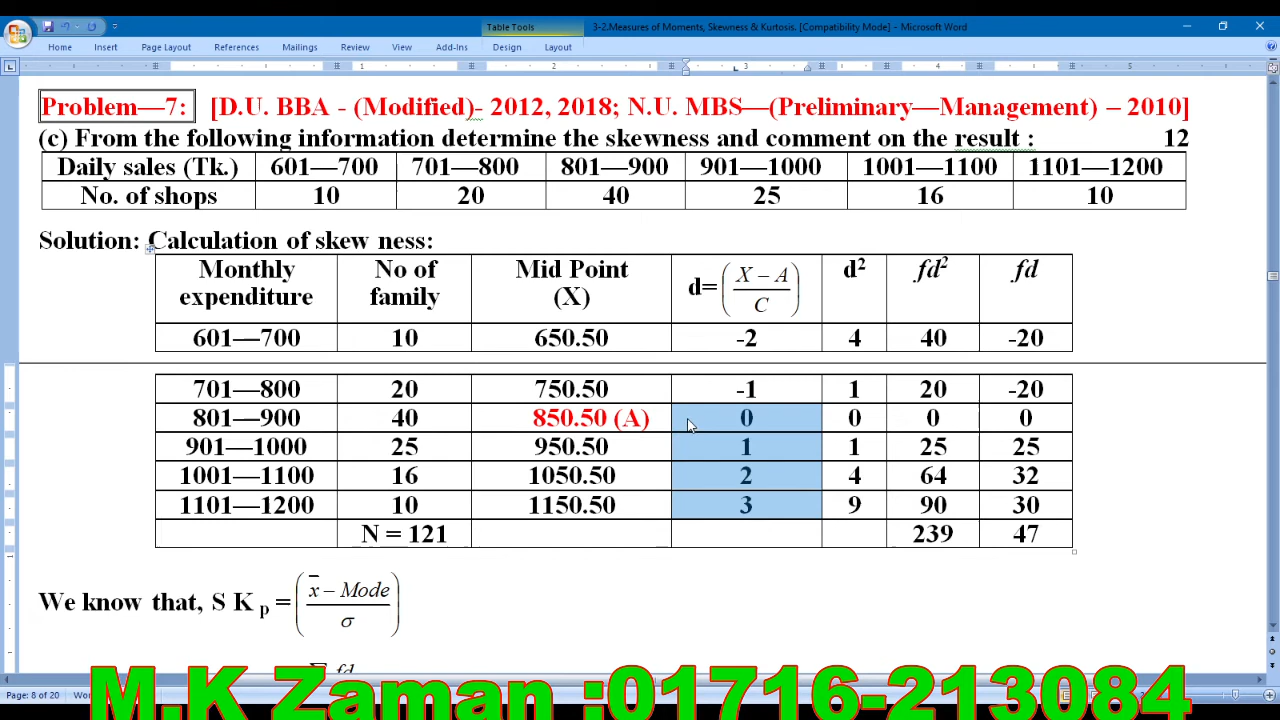 Table Tools
3-2.Measures of Moments, Skewness & Kurtosis. [Compatibility Mode] - Microsoft Word
Home Insert Page Layout References Mailings Review View Add-Ins Design Layout
1 2 3 4 5
Problem—7: [D.U. BBA - (Modified)- 2012, 2018; N.U. MBS—(Preliminary—Management) – 2010]
(c) From the following information determine the skewness and comment on the result : 12
Daily sales (Tk.) 601—700 701—800 801—900 901—1000 1001—1100 1101—1200
No. of shops 10 20 40 25 16 10
Solution: Calculation of skew ness:
Monthly expenditure No of family Mid Point (X) d=(X − A / C) d² fd² fd
601—700 10 650.50 -2 4 40 -20
701—800 20 750.50 -1 1 20 -20
801—900 40 850.50 (A) 0 0 0 0
901—1000 25 950.50 1 1 25 25
1001—1100 16 1050.50 2 4 64 32
1101—1200 10 1150.50 3 9 90 30
N = 121 239 47
We know that, S K p = (x̄ − Mode / σ)
∑ fd
Page: 8 of 20
M.K Zaman :01716-213084